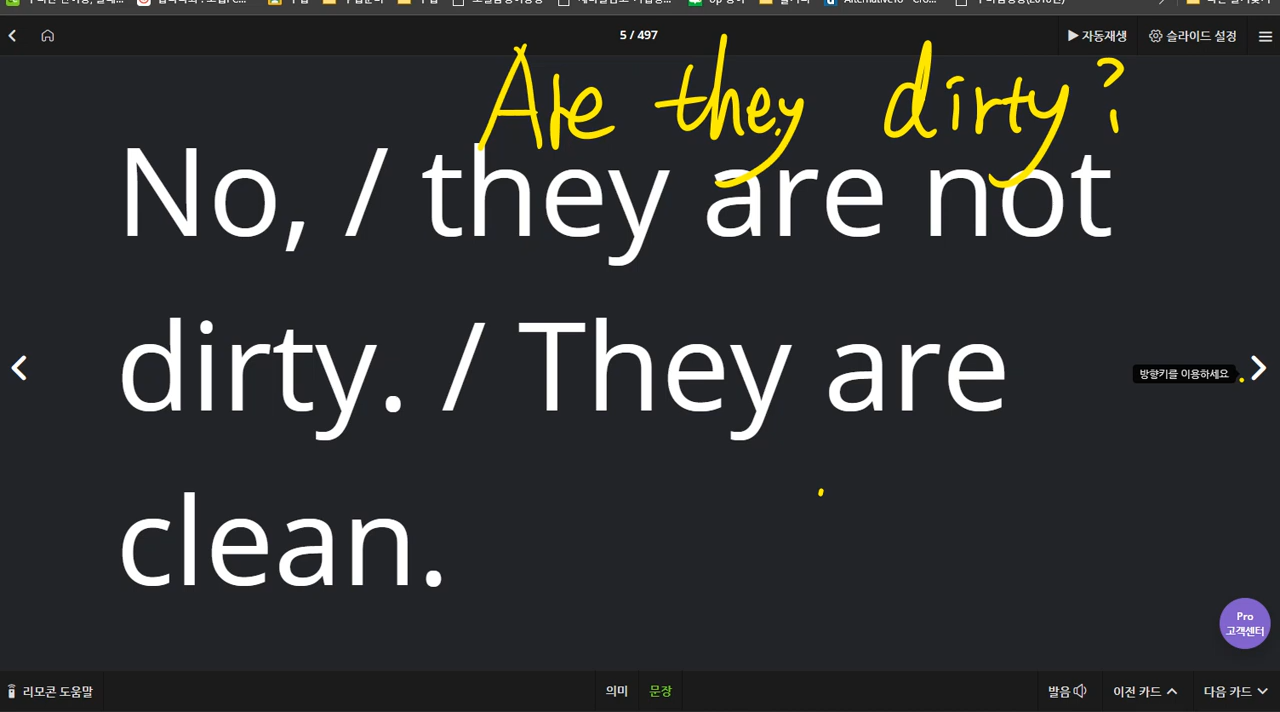 5 / 497
자동재생
슬라이드 설정
Are they dirty?
No, / they are not
dirty. / They are
clean.
방향키를 이용하세요
Pro
고객센터
리모콘 도움말
의미
문장
발음
이전 카드
다음 카드